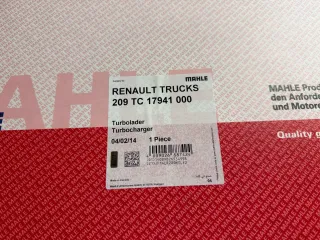 MAHLE
MAHLE
RENAULT TRUCKS
209 TC 17941 000
Turbolader
Turbocharger
04/02/14 1 Piece
MAHLE Prod
den Anforde
und Motore
Quality g